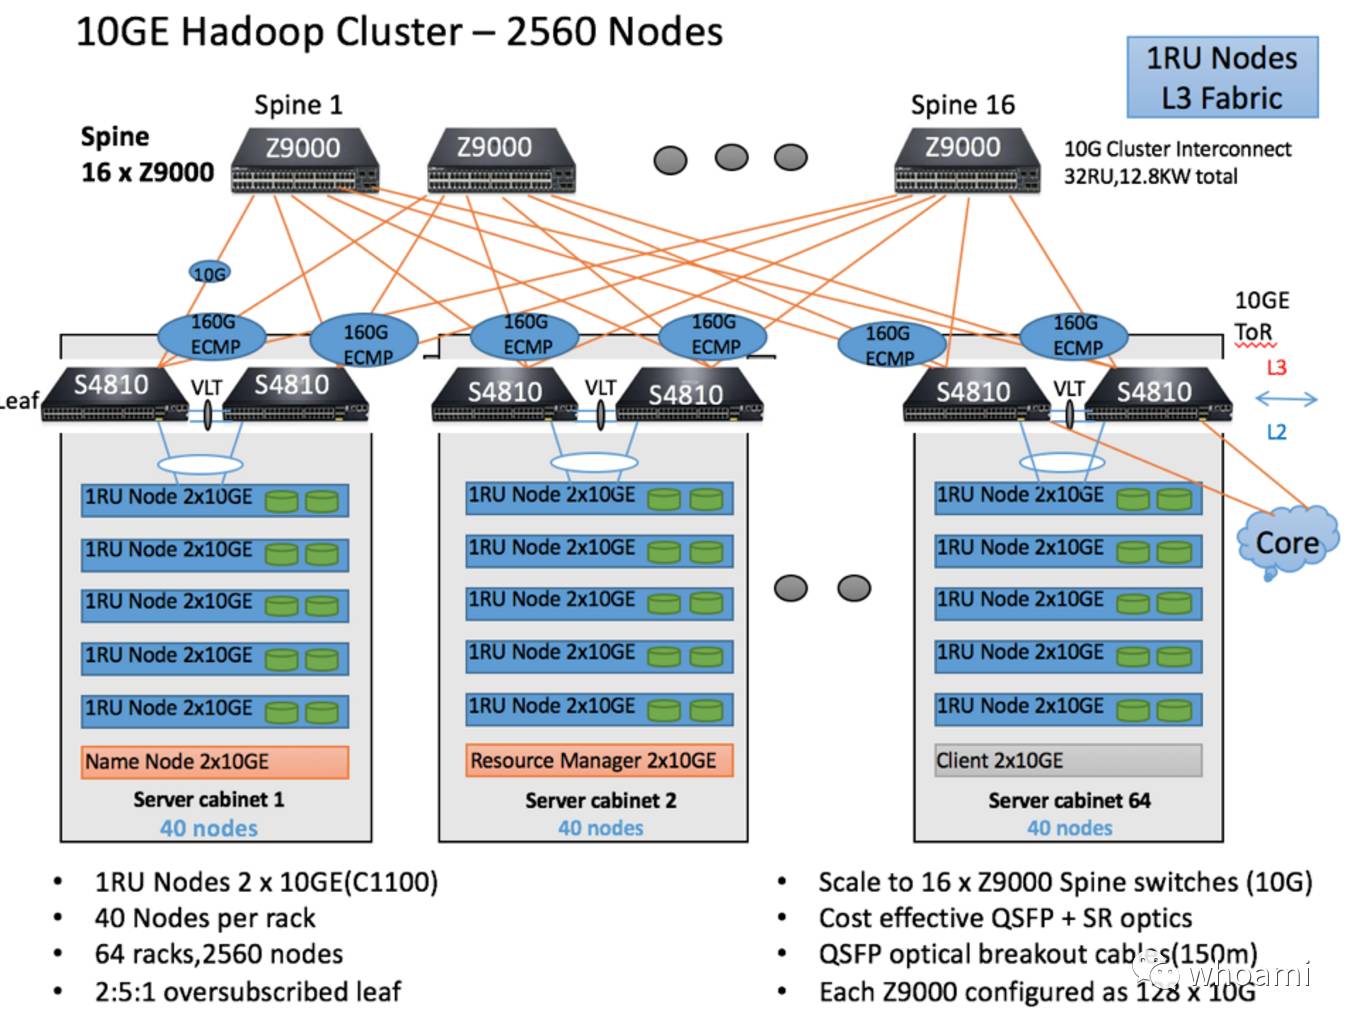 10GE Hadoop Cluster – 2560 Nodes
1RU Nodes
L3 Fabric
Spine 1
Spine 16
Spine
16 x Z9000
Z9000
Z9000
Z9000
10G Cluster Interconnect
32RU,12.8KW total
10G
160G
ECMP
160G
ECMP
160G
ECMP
160G
ECMP
160G
ECMP
160G
ECMP
10GE
ToR
L3
L2
Leaf
S4810
VLT
S4810
S4810
VLT
S4810
S4810
VLT
S4810
Core
1RU Node 2x10GE
1RU Node 2x10GE
1RU Node 2x10GE
1RU Node 2x10GE
1RU Node 2x10GE
Name Node 2x10GE
Server cabinet 1
40 nodes
1RU Node 2x10GE
1RU Node 2x10GE
1RU Node 2x10GE
1RU Node 2x10GE
1RU Node 2x10GE
Resource Manager 2x10GE
Server cabinet 2
40 nodes
1RU Node 2x10GE
1RU Node 2x10GE
1RU Node 2x10GE
1RU Node 2x10GE
1RU Node 2x10GE
Client 2x10GE
Server cabinet 64
40 nodes
• 1RU Nodes 2 x 10GE(C1100)
• 40 Nodes per rack
• 64 racks,2560 nodes
• 2:5:1 oversubscribed leaf
• Scale to 16 x Z9000 Spine switches (10G)
• Cost effective QSFP + SR optics
• QSFP optical breakout cables(150m)
• Each Z9000 configured as 128 x 10G
whoami